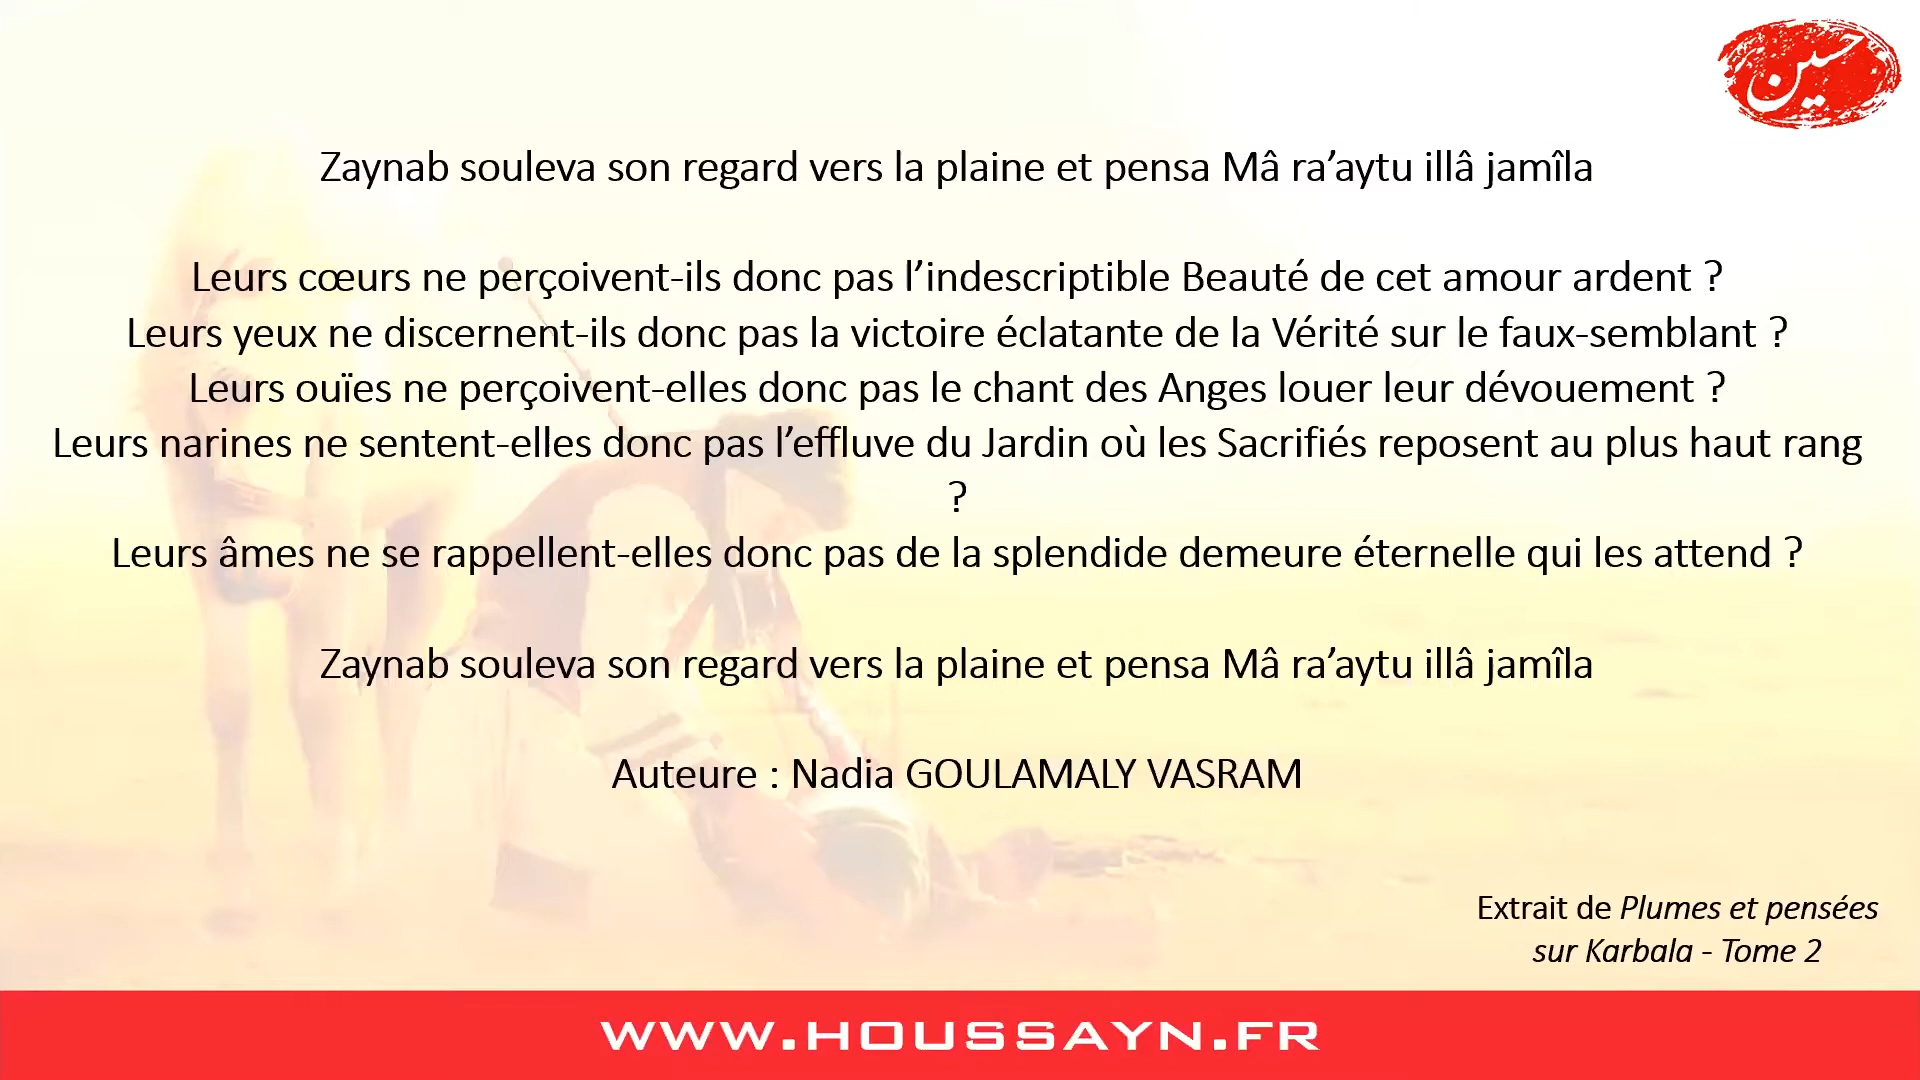 حسین
Zaynab souleva son regard vers la plaine et pensa Mâ ra’aytu illâ jamîla
Leurs cœurs ne perçoivent-ils donc pas l’indescriptible Beauté de cet amour ardent ?
Leurs yeux ne discernent-ils donc pas la victoire éclatante de la Vérité sur le faux-semblant ?
Leurs ouïes ne perçoivent-elles donc pas le chant des Anges louer leur dévouement ?
Leurs narines ne sentent-elles donc pas l’effluve du Jardin où les Sacrifiés reposent au plus haut rang
?
Leurs âmes ne se rappellent-elles donc pas de la splendide demeure éternelle qui les attend ?
Zaynab souleva son regard vers la plaine et pensa Mâ ra’aytu illâ jamîla
Auteure : Nadia GOULAMALY VASRAM
Extrait de Plumes et pensées
sur Karbala - Tome 2
WWW.HOUSSAYN.FR